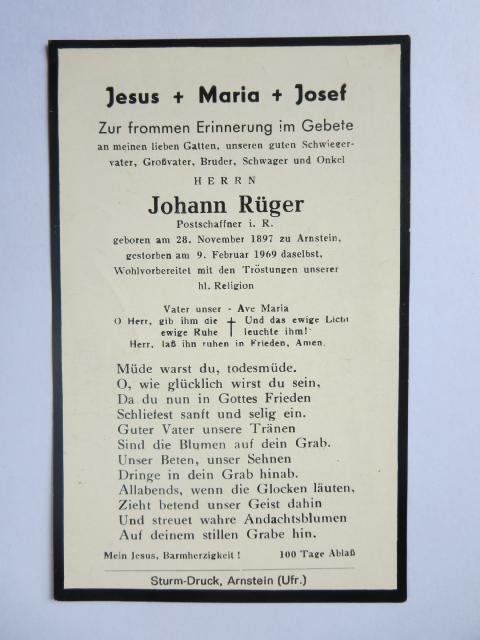 Jesus + Maria + Josef
Zur frommen Erinnerung im Gebete
an meinen lieben Gatten, unseren guten Schwieger-
vater, Großvater, Bruder, Schwager und Onkel
HERRN
Johann Rüger
Postschaffner i. R.
geboren am 28. November 1897 zu Arnstein,
gestorben am 9. Februar 1969 daselbst,
Wohlvorbereitet mit den Tröstungen unserer
hl. Religion
Vater unser - Ave Maria
O Herr, gib ihm die † Und das ewige Licht
ewige Ruhe leuchte ihm!
Herr, laß ihn ruhen in Frieden, Amen.
Müde warst du, todesmüde.
O, wie glücklich wirst du sein,
Da du nun in Gottes Frieden
Schliefest sanft und selig ein.
Guter Vater unsere Tränen
Sind die Blumen auf dein Grab.
Unser Beten, unser Sehnen
Dringe in dein Grab hinab.
Allabends, wenn die Glocken läuten,
Zieht betend unser Geist dahin
Und streuet wahre Andachtsblumen
Auf deinem stillen Grabe hin.
Mein Jesus, Barmherzigkeit ! 100 Tage Ablaß
Sturm-Druck, Arnstein (Ufr.)